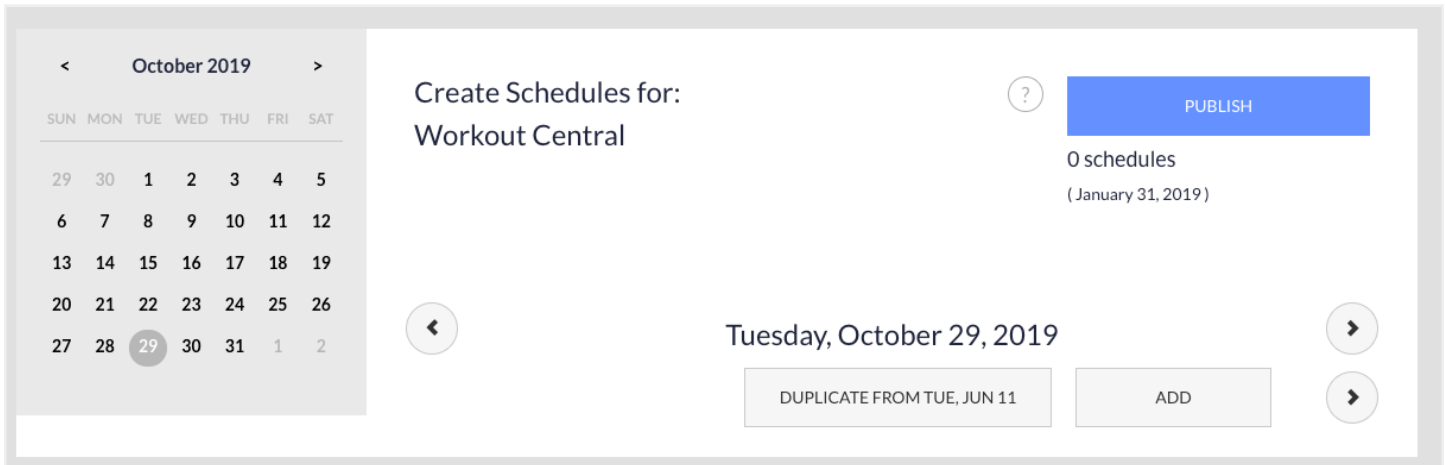 < October 2019 >
SUN MON TUE WED THU FRI SAT
29 30 1 2 3 4 5
6 7 8 9 10 11 12
13 14 15 16 17 18 19
20 21 22 23 24 25 26
27 28 29 30 31 1 2
Create Schedules for:
Workout Central
?
PUBLISH
0 schedules
( January 31, 2019 )
Tuesday, October 29, 2019
DUPLICATE FROM TUE, JUN 11
ADD